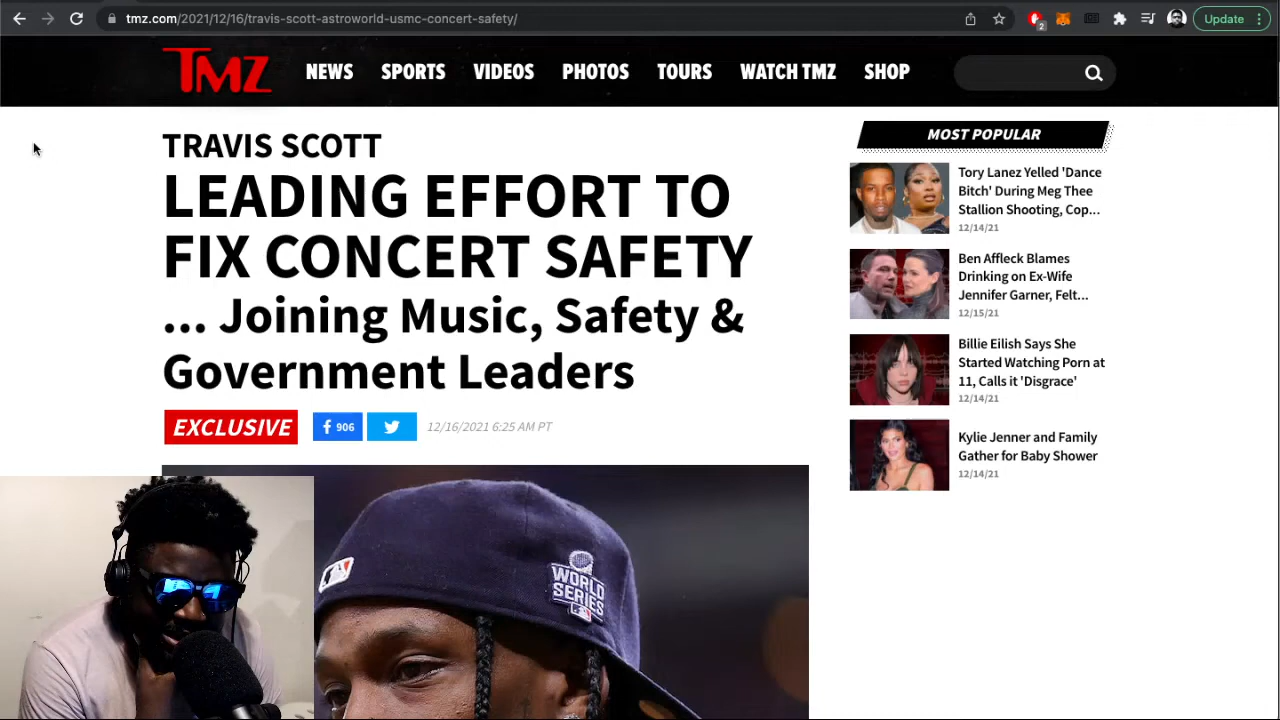 tmz.com/2021/12/16/travis-scott-astroworld-usmc-concert-safety/
2
Update
TMZ
NEWS
SPORTS
VIDEOS
PHOTOS
TOURS
WATCH TMZ
SHOP
TRAVIS SCOTT
LEADING EFFORT TO
FIX CONCERT SAFETY
... Joining Music, Safety &
Government Leaders
EXCLUSIVE
906
12/16/2021 6:25 AM PT
WORLD
SERIES
MOST POPULAR
Tory Lanez Yelled 'Dance
Bitch' During Meg Thee
Stallion Shooting, Cop...
12/14/21
Ben Affleck Blames
Drinking on Ex-Wife
Jennifer Garner, Felt...
12/15/21
Billie Eilish Says She
Started Watching Porn at
11, Calls it 'Disgrace'
12/14/21
Kylie Jenner and Family
Gather for Baby Shower
12/14/21